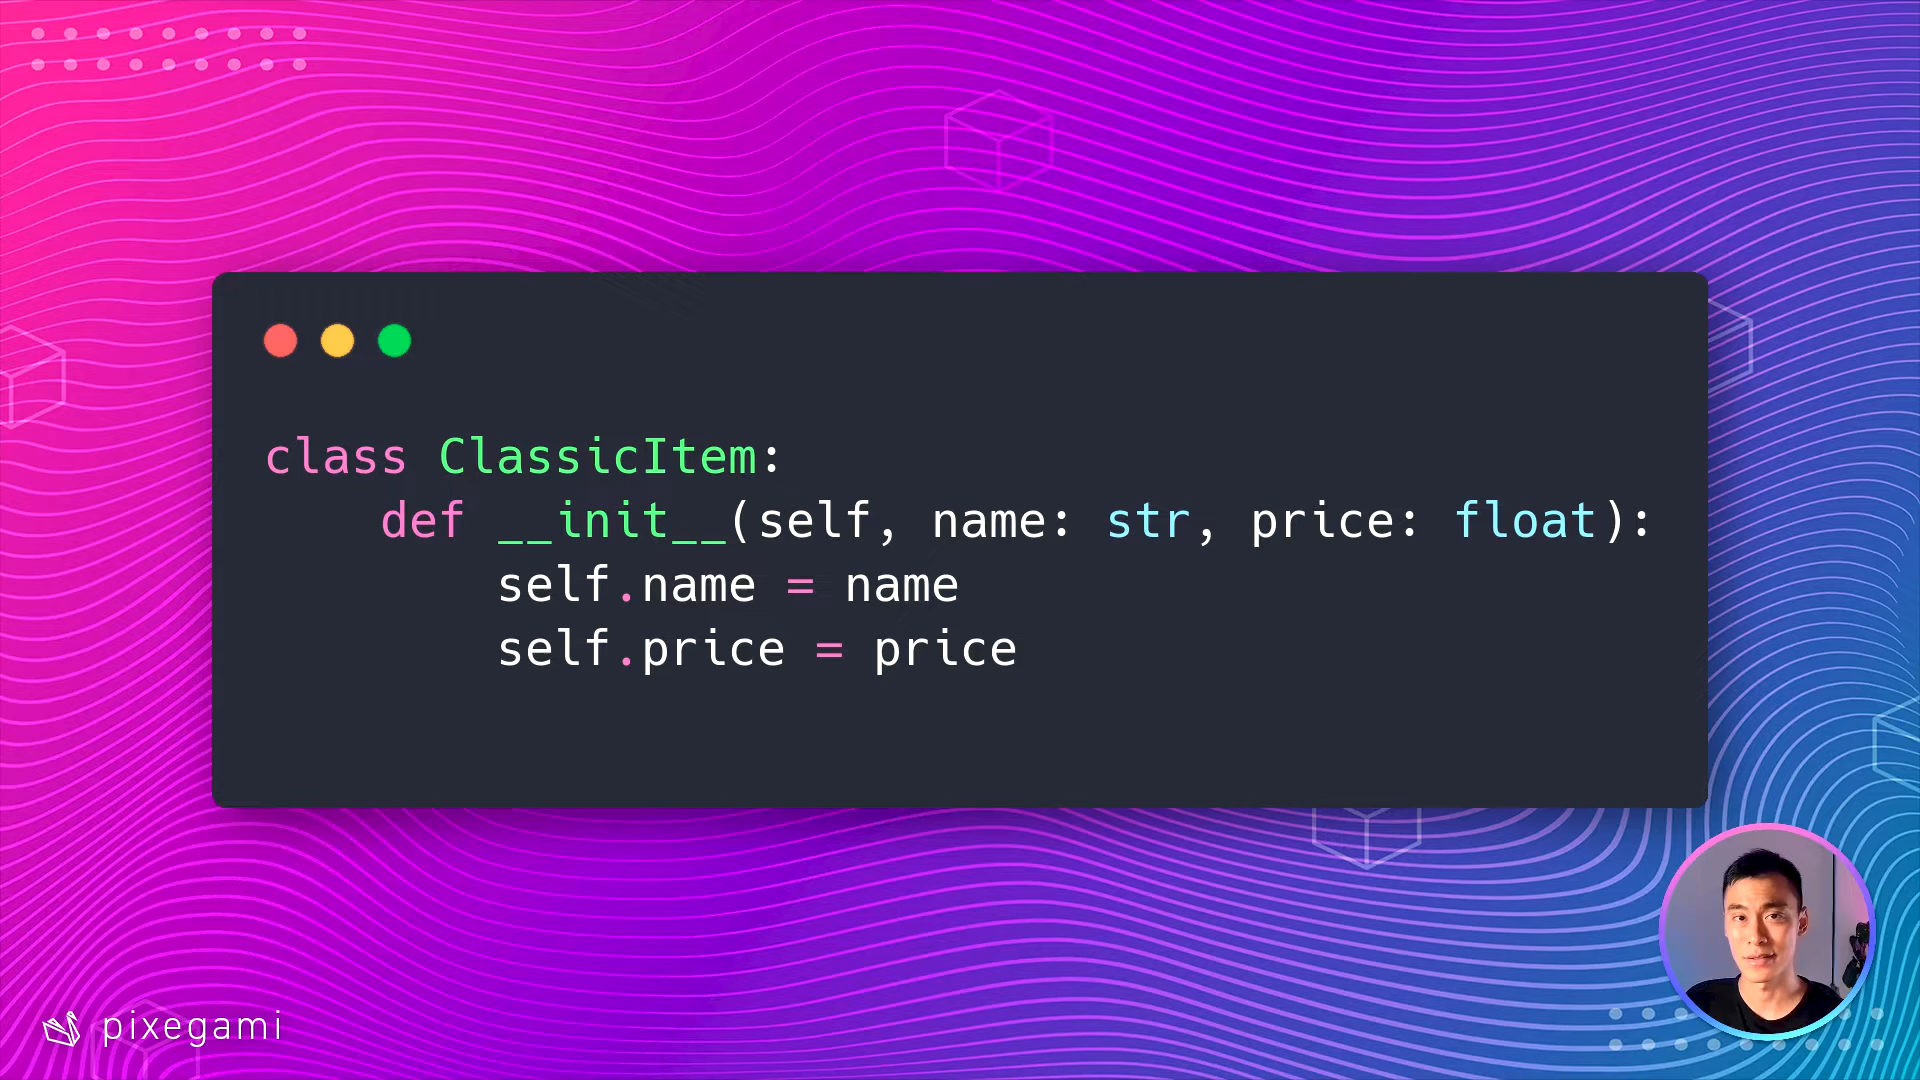 class ClassicItem:
    def __init__(self, name: str, price: float):
        self.name = name
        self.price = price
pixegami